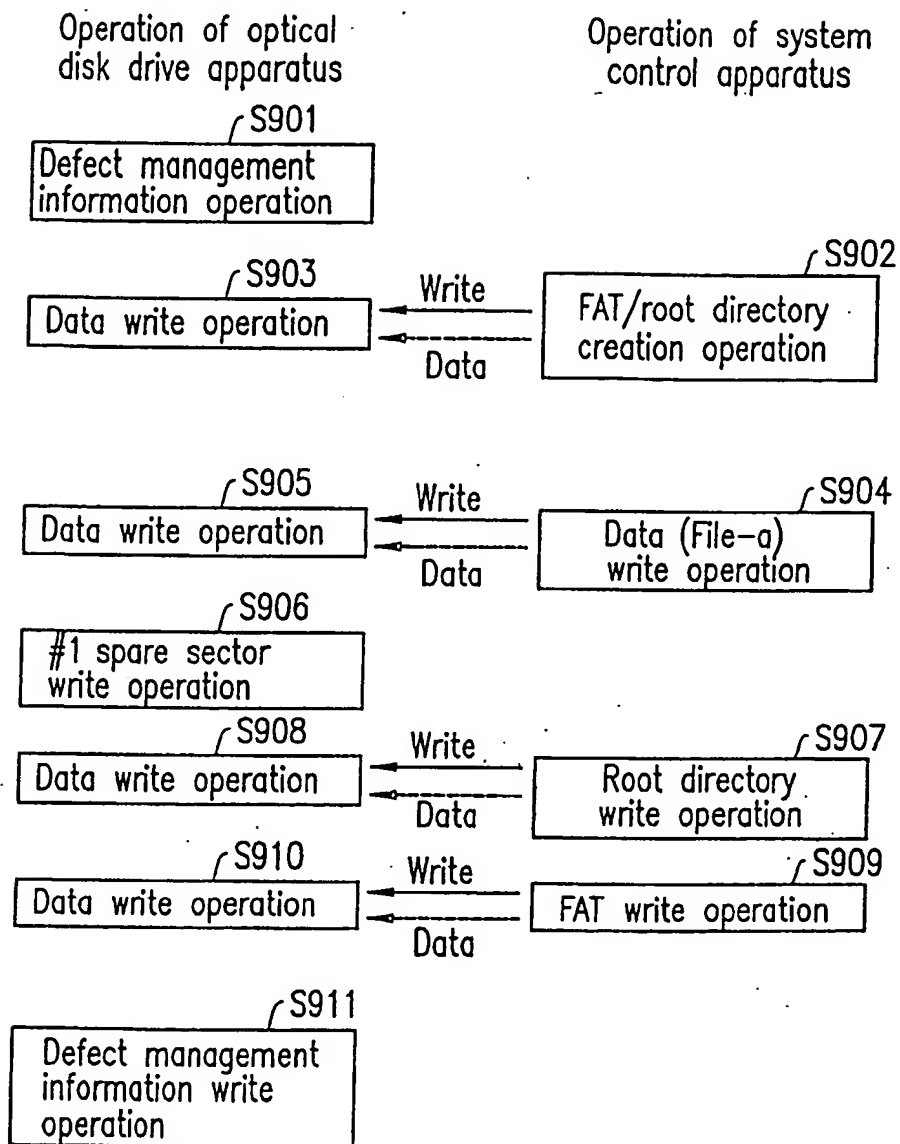 Operation of optical
disk drive apparatus
Operation of system
control apparatus
S901
Defect management
information operation
S902
FAT/root directory
creation operation
S903
Data write operation
Write
Data
S904
Data (File-a)
write operation
S905
Data write operation
Write
Data
S906
#1 spare sector
write operation
S907
Root directory
write operation
S908
Data write operation
Write
Data
S909
FAT write operation
S910
Data write operation
Write
Data
S911
Defect management
information write
operation